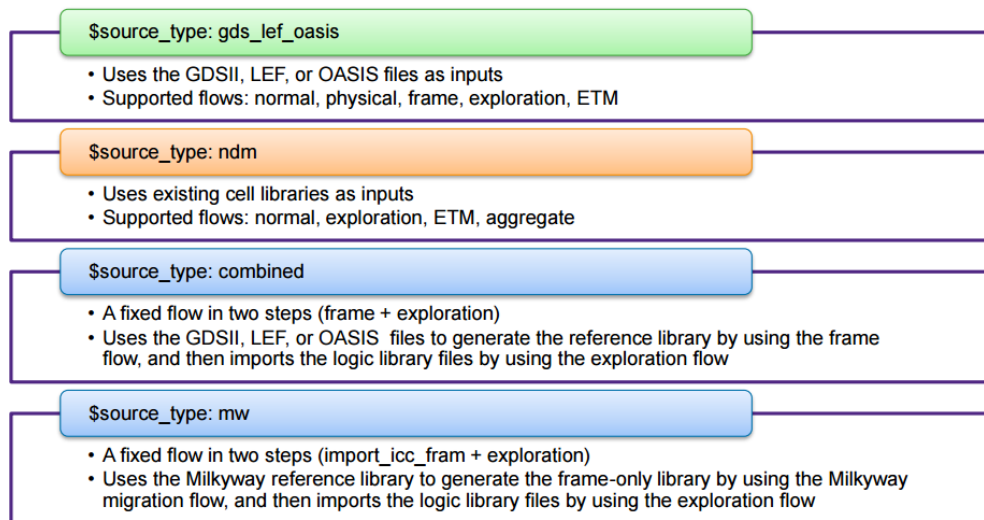 $source_type: gds_lef_oasis
• Uses the GDSII, LEF, or OASIS files as inputs
• Supported flows: normal, physical, frame, exploration, ETM
$source_type: ndm
• Uses existing cell libraries as inputs
• Supported flows: normal, exploration, ETM, aggregate
$source_type: combined
• A fixed flow in two steps (frame + exploration)
• Uses the GDSII, LEF, or OASIS files to generate the reference library by using the frame
flow, and then imports the logic library files by using the exploration flow
$source_type: mw
• A fixed flow in two steps (import_icc_fram + exploration)
• Uses the Milkyway reference library to generate the frame-only library by using the Milkyway
migration flow, and then imports the logic library files by using the exploration flow